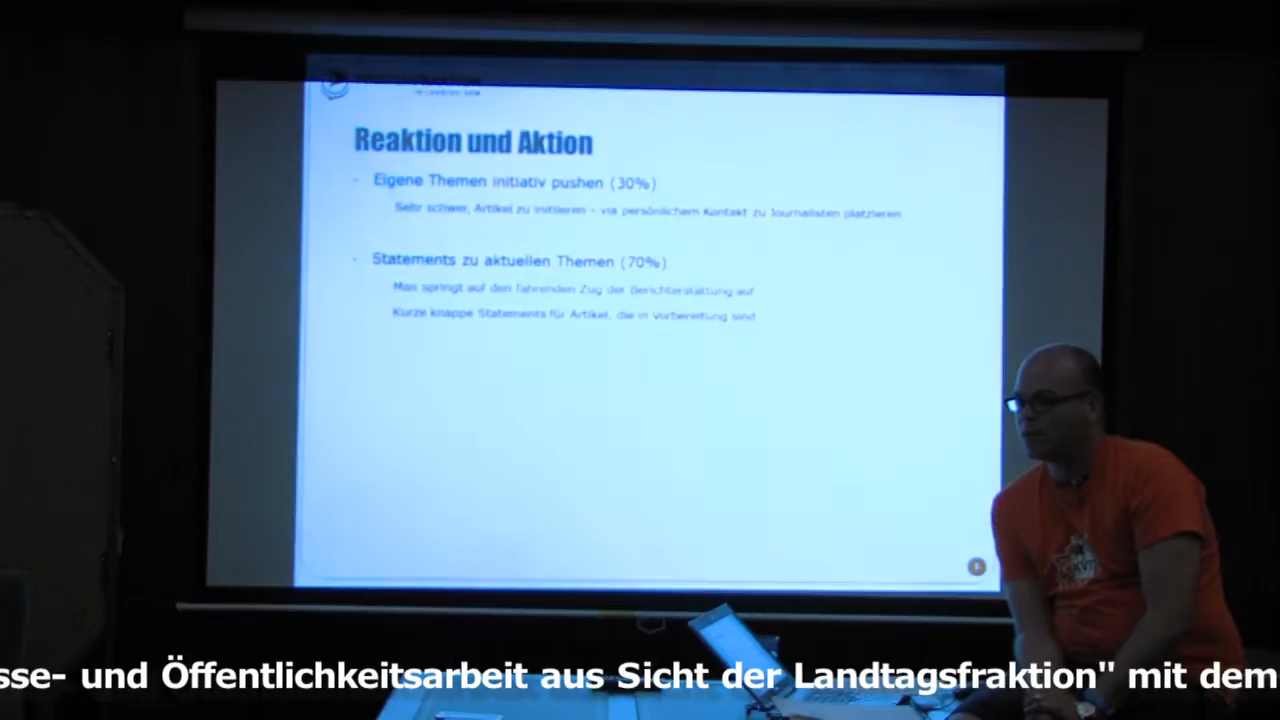 Reaktion und Aktion
- Eigene Themen initiativ pushen (30%)
Sehr schwer, Artikel zu initiieren – via persönlichem Kontakt zu Journalisten platzieren
- Statements zu aktuellen Themen (70%)
Man springt auf den fahrenden Zug der Berichterstattung auf
Kurze knappe Statements für Artikel, die in Vorbereitung sind
sse- und Öffentlichkeitsarbeit aus Sicht der Landtagsfraktion" mit dem